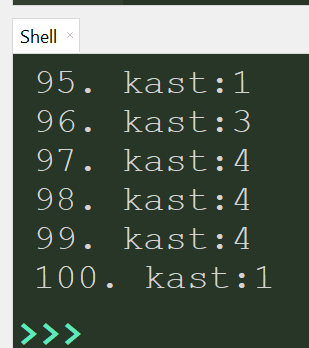 Shell ×
95. kast:1
96. kast:3
97. kast:4
98. kast:4
99. kast:4
100. kast:1
>>>